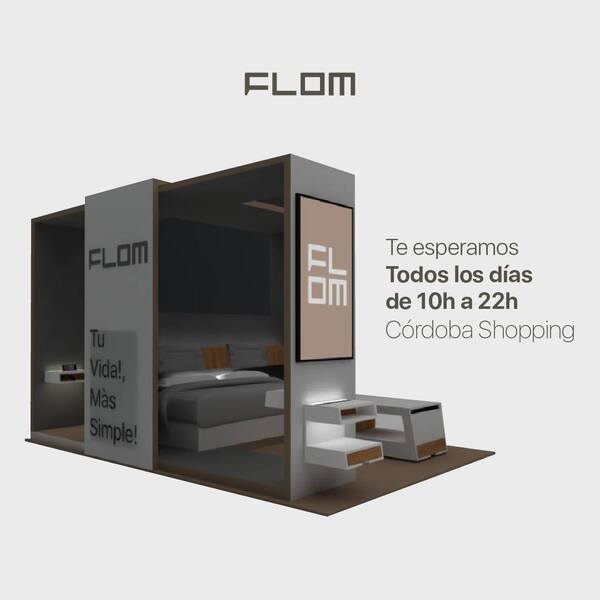 FLOM
FLOM
Tu
Vida!,
Màs
Simple!
FL
OM
Te esperamos
Todos los días
de 10h a 22h
Córdoba Shopping